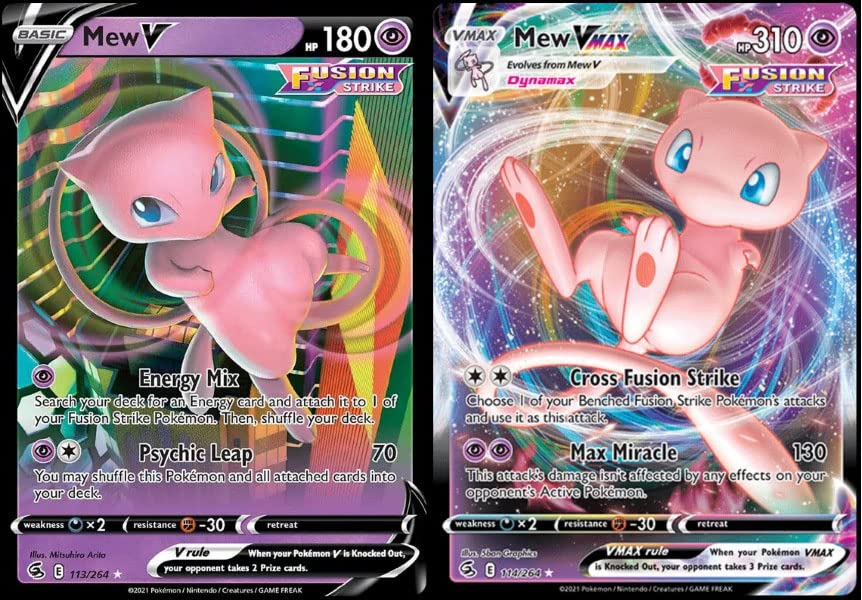 BASIC Mew V HP 180
FUSION
STRIKE
Energy Mix
Search your deck for an Energy card and attach it to 1 of
your Fusion Strike Pokémon. Then, shuffle your deck.
Psychic Leap 70
You may shuffle this Pokémon and all attached cards into
your deck.
weakness ×2 resistance -30 retreat
Illus. Mitsuhiro Arita
V rule When your Pokémon V is Knocked Out,
your opponent takes 2 Prize cards.
E 113/264 ★
©2021 Pokémon / Nintendo / Creatures / GAME FREAK
VMAX Mew VMAX HP 310
Evolves from Mew V
Dynamax
FUSION
STRIKE
Cross Fusion Strike
Choose 1 of your Benched Fusion Strike Pokémon's attacks
and use it as this attack.
Max Miracle 130
This attack's damage isn't affected by any effects on your
opponent's Active Pokémon.
weakness ×2 resistance -30 retreat
Illus. 5ban Graphics
VMAX rule When your Pokémon VMAX
is Knocked Out, your opponent takes 3 Prize cards.
E 114/264 ★
©2021 Pokémon / Nintendo / Creatures / GAME FREAK